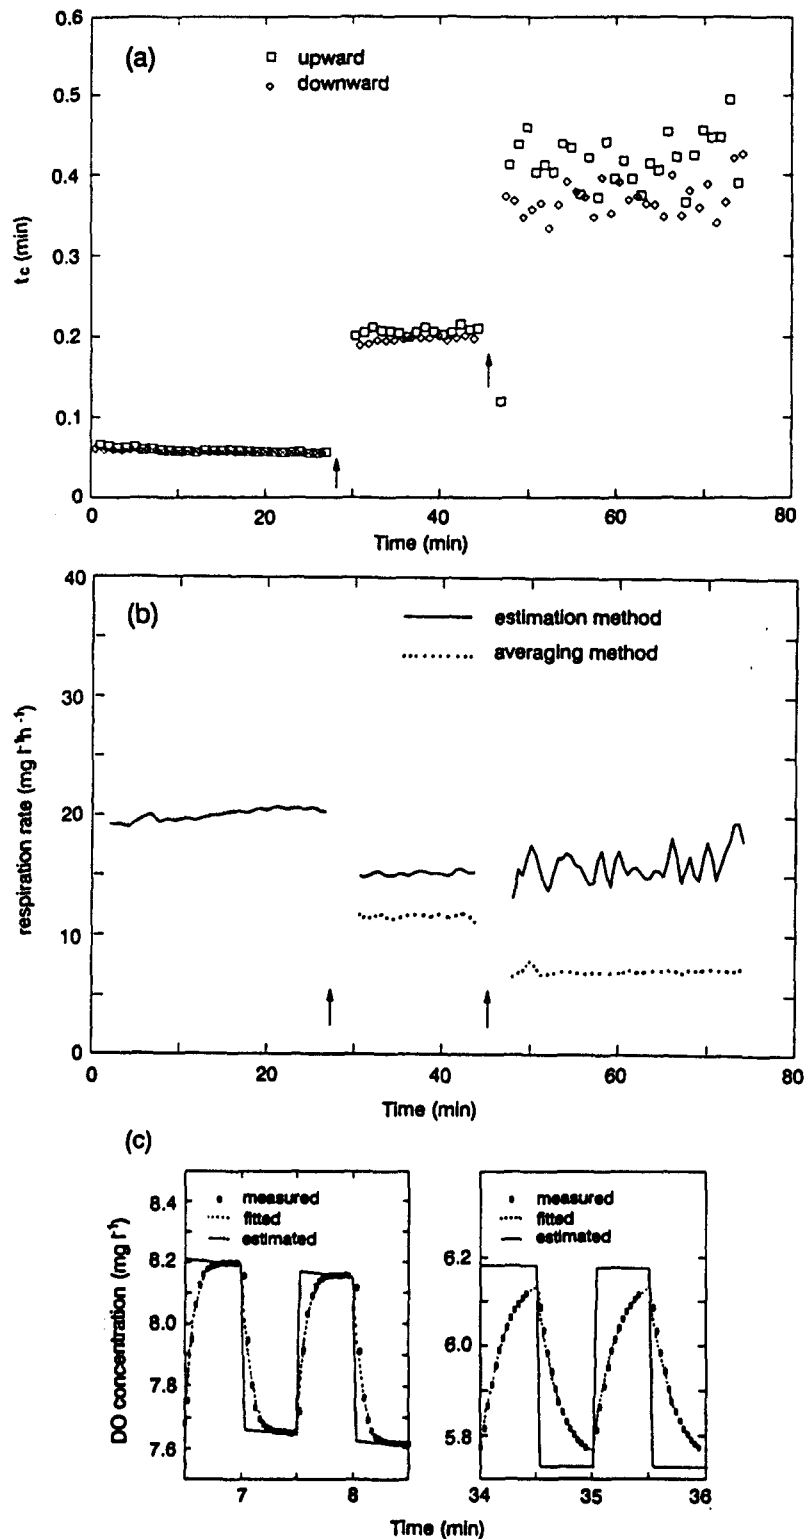 (a)
upward
downward
0.6
0.5
0.4
0.3
0.2
0.1
0
tc (min)
0 20 40 60 80
Time (min)
(b)
estimation method
averaging method
40
30
20
10
0
respiration rate (mg l⁻¹h⁻¹)
0 20 40 60 80
Time (min)
(c)
measured
fitted
estimated
8.4
8.2
8.0
7.8
7.6
DO concentration (mg l⁻¹)
7 8
measured
fitted
estimated
6.2
6.0
5.8
34 35 36
Time (min)